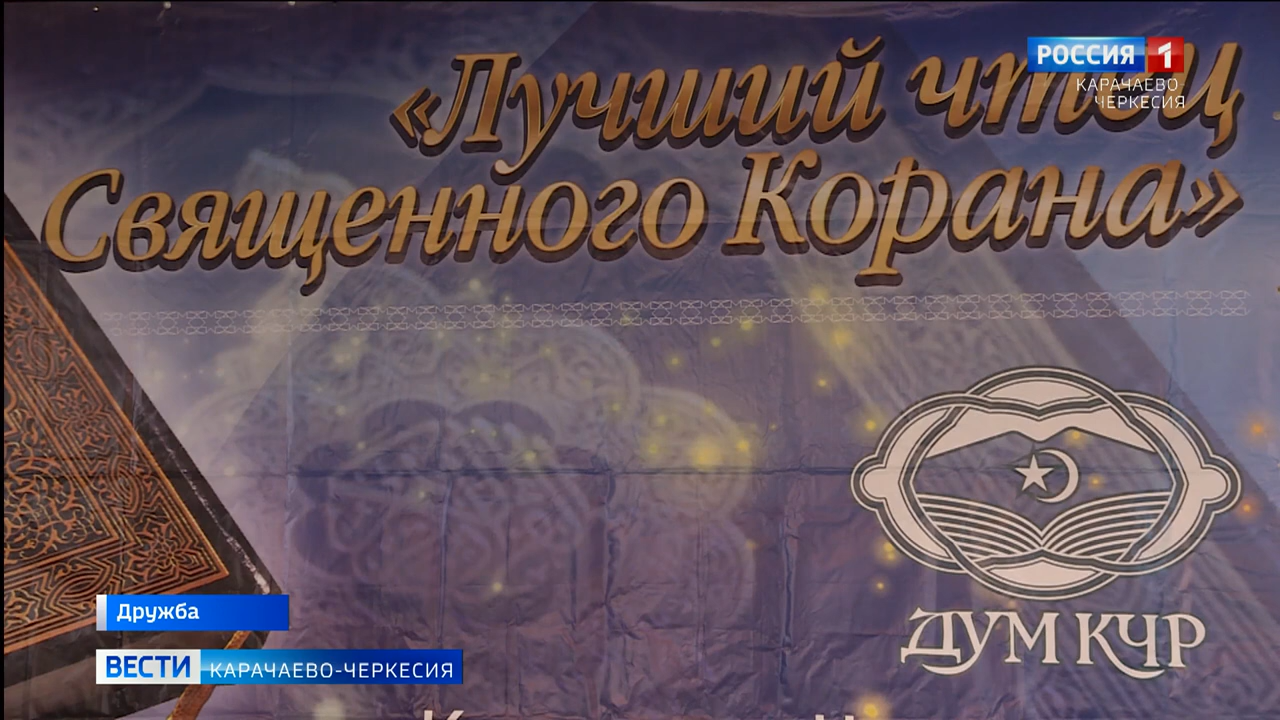 РОССИЯ 1
КАРАЧАЕВО-
ЧЕРКЕСИЯ
«Лучший чтец
Священного Корана»
ДУМ КЧР
Дружба
ВЕСТИ КАРАЧАЕВО-ЧЕРКЕСИЯ